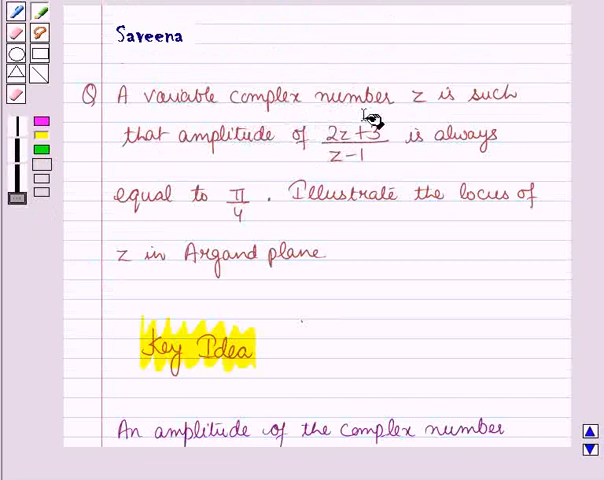 Saveena
Q A variable complex number z is such
that amplitude of 2z+3/z-1 is always
equal to π/4 . Illustrate the locus of
z in Argand plane
Key Idea
An amplitude of the complex number